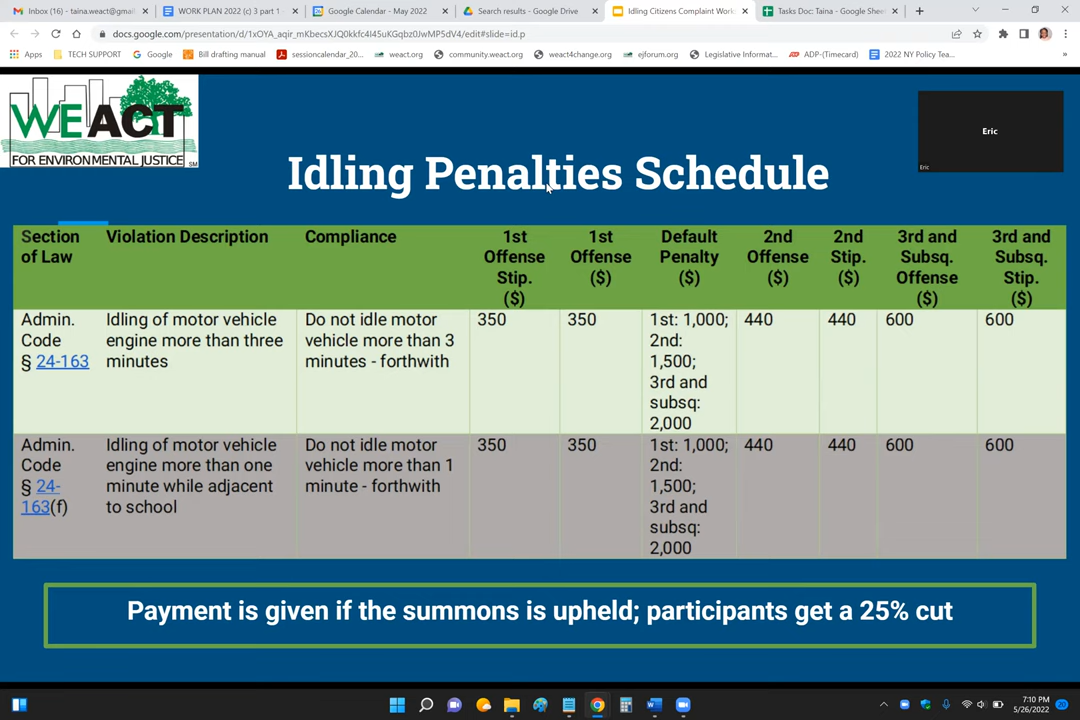 Inbox (16) - taina.weact@gmail
WORK PLAN 2022 (c) 3 part 1
Google Calendar - May 2022
Search results - Google Drive
Idling Citizens Complaint Work
Tasks Doc: Taina - Google Shee
docs.google.com/presentation/d/1xOYA_aqir_mKbecsXJQ0kkfc4I45uKGqbz0JwMP5dV4/edit#slide=id.p
Apps
TECH SUPPORT
Violation
Google
Bill drafting manual
sessioncalendar_20...
weact.org
community.weact.org
weact4change.org
ejforum.org
Legislative Informat...
ADP-(Timecard)
2022 NY Policy Tea...
WE ACT
FOR ENVIRONMENTAL JUSTICE
SM
Eric
Eric
Idling Penalties Schedule
Section of Law
Violation Description
Compliance
1st Offense Stip. ($)
1st Offense ($)
Default Penalty ($)
2nd Offense ($)
2nd Stip. ($)
3rd and Subsq. Offense ($)
3rd and Subsq. Stip. ($)
Admin. Code § 24-163
Idling of motor vehicle engine more than three minutes
Do not idle motor vehicle more than 3 minutes - forthwith
350
350
1st: 1,000; 2nd: 1,500; 3rd and subsq: 2,000
440
440
600
600
Admin. Code § 24-163(f)
Idling of motor vehicle engine more than one minute while adjacent to school
Do not idle motor vehicle more than 1 minute - forthwith
350
350
1st: 1,000; 2nd: 1,500; 3rd and subsq: 2,000
440
440
600
600
Payment is given if the summons is upheld; participants get a 25% cut
7:10 PM
5/26/2022